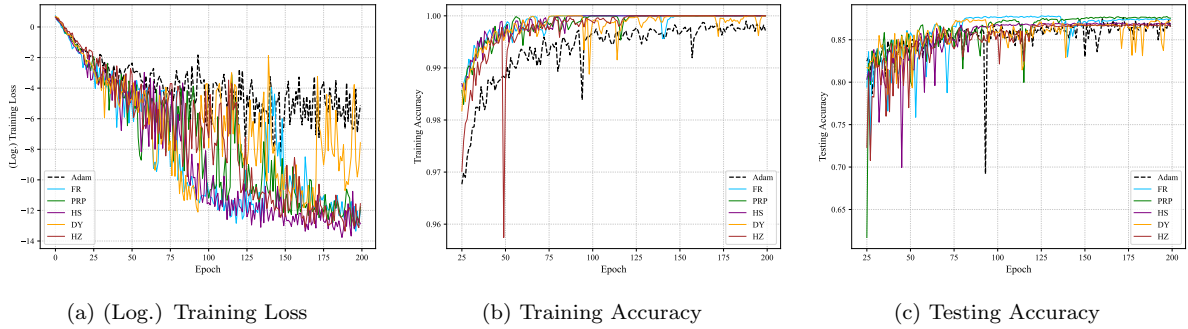 0
−2
−4
−6
−8
−10
−12
−14
(Log.) Training Loss
Adam
FR
PRP
HS
DY
HZ
0 25 50 75 100 125 150 175 200
Epoch
(a) (Log.) Training Loss
1.00
0.99
0.98
0.97
0.96
Training Accuracy
Adam
FR
PRP
HS
DY
HZ
25 50 75 100 125 150 175 200
Epoch
(b) Training Accuracy
0.85
0.80
0.75
0.70
0.65
Testing Accuracy
Adam
FR
PRP
HS
DY
HZ
25 50 75 100 125 150 175 200
Epoch
(c) Testing Accuracy